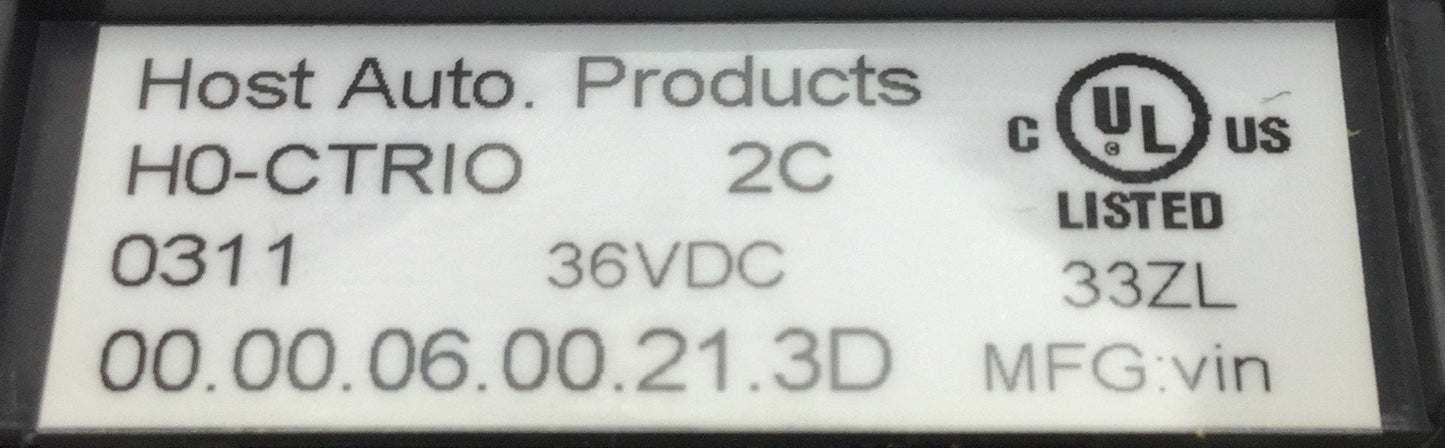 Host Auto. Products
H0-CTRIO 2C
0311 36VDC
00.00.06.00.21.3D
C UL US
LISTED
33ZL
MFG:vin